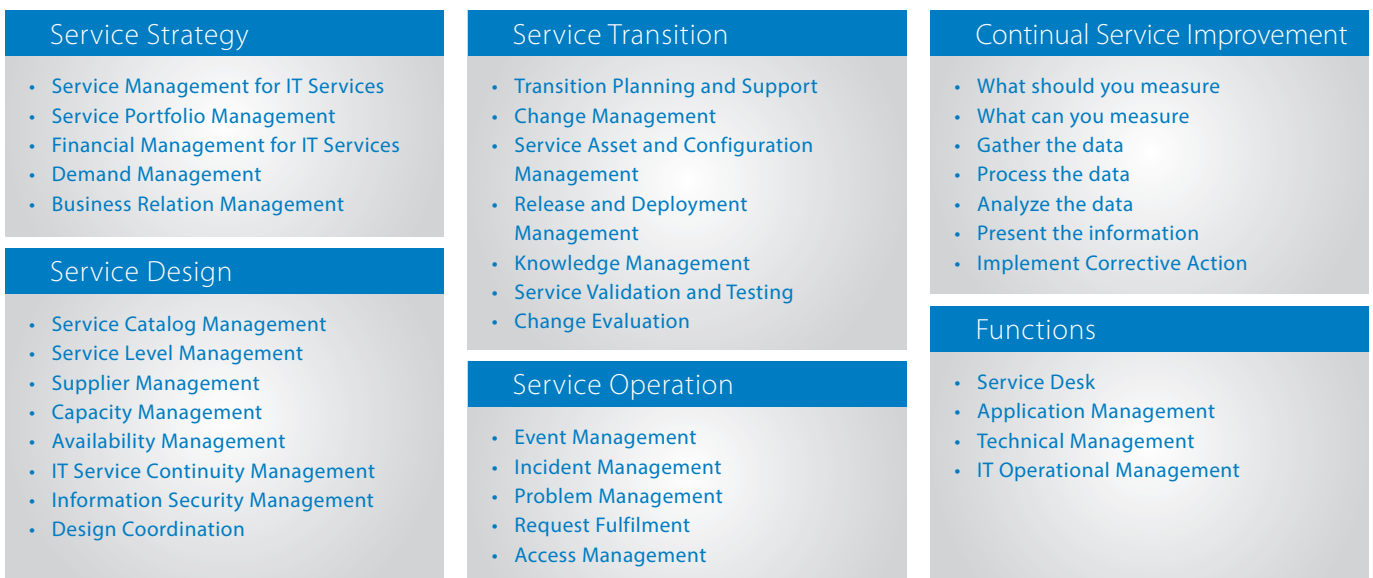 Service Strategy
• Service Management for IT Services
• Service Portfolio Management
• Financial Management for IT Services
• Demand Management
• Business Relation Management
Service Design
• Service Catalog Management
• Service Level Management
• Supplier Management
• Capacity Management
• Availability Management
• IT Service Continuity Management
• Information Security Management
• Design Coordination
Service Transition
• Transition Planning and Support
• Change Management
• Service Asset and Configuration
Management
• Release and Deployment
Management
• Knowledge Management
• Service Validation and Testing
• Change Evaluation
Service Operation
• Event Management
• Incident Management
• Problem Management
• Request Fulfilment
• Access Management
Continual Service Improvement
• What should you measure
• What can you measure
• Gather the data
• Process the data
• Analyze the data
• Present the information
• Implement Corrective Action
Functions
• Service Desk
• Application Management
• Technical Management
• IT Operational Management